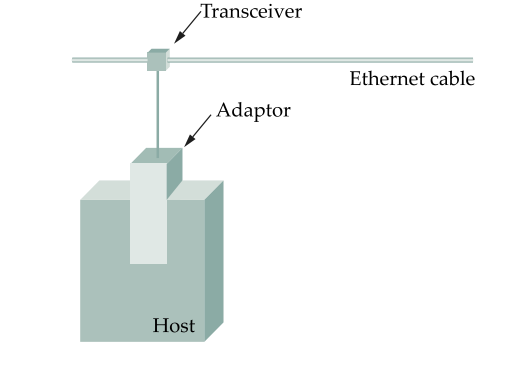 Transceiver
Ethernet cable
Adaptor
Host